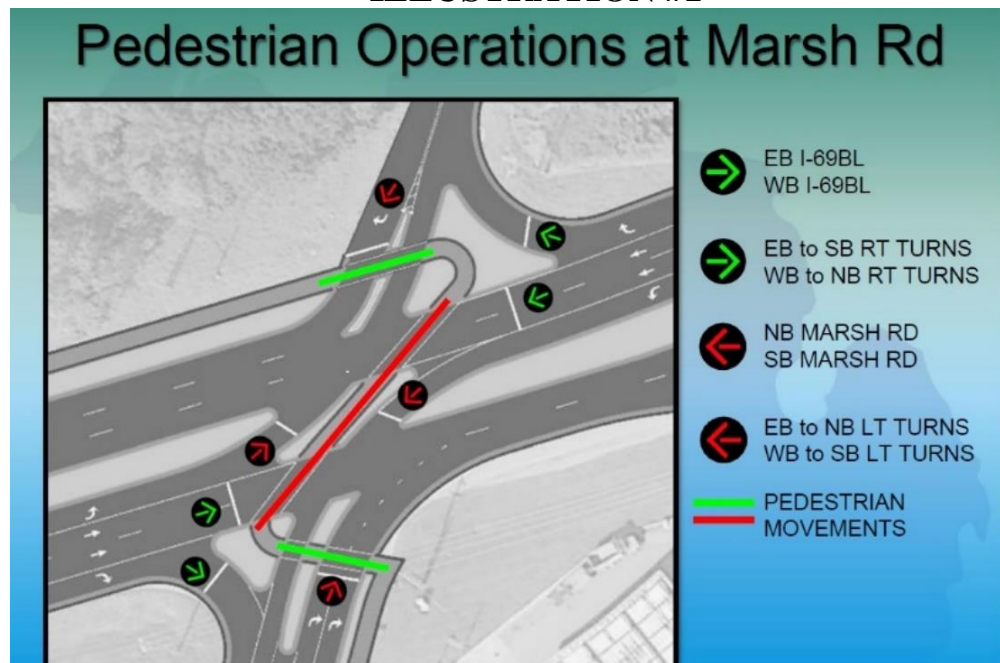 Pedestrian Operations at Marsh Rd
EB I-69BL
WB I-69BL
EB to SB RT TURNS
WB to NB RT TURNS
NB MARSH RD
SB MARSH RD
EB to NB LT TURNS
WB to SB LT TURNS
PEDESTRIAN
MOVEMENTS